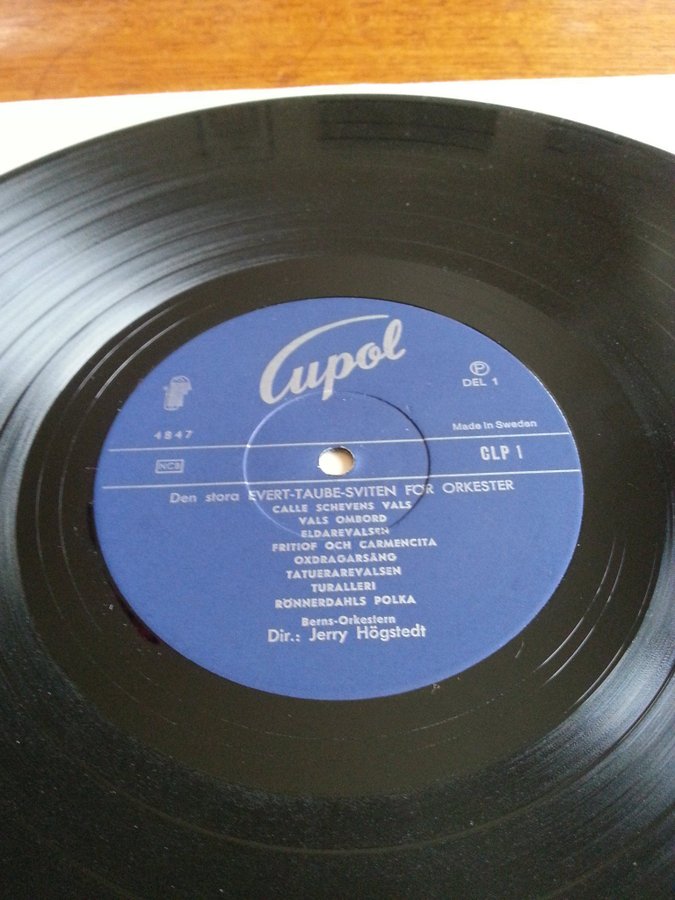 Cupol
Ⓟ
DEL 1
4847
Made in Sweden
NCB
CLP 1
Den stora EVERT-TAUBE-SVITEN FÖR ORKESTER
CALLE SCHEVENS VALS
VALS OMBORD
ELDAREVALSEN
FRITIOF OCH CARMENCITA
OXDRAGARSÅNG
TATUERAREVALSEN
TURALLERI
RÖNNERDAHLS POLKA
Berns-Orkestern
Dir.: Jerry Högstedt